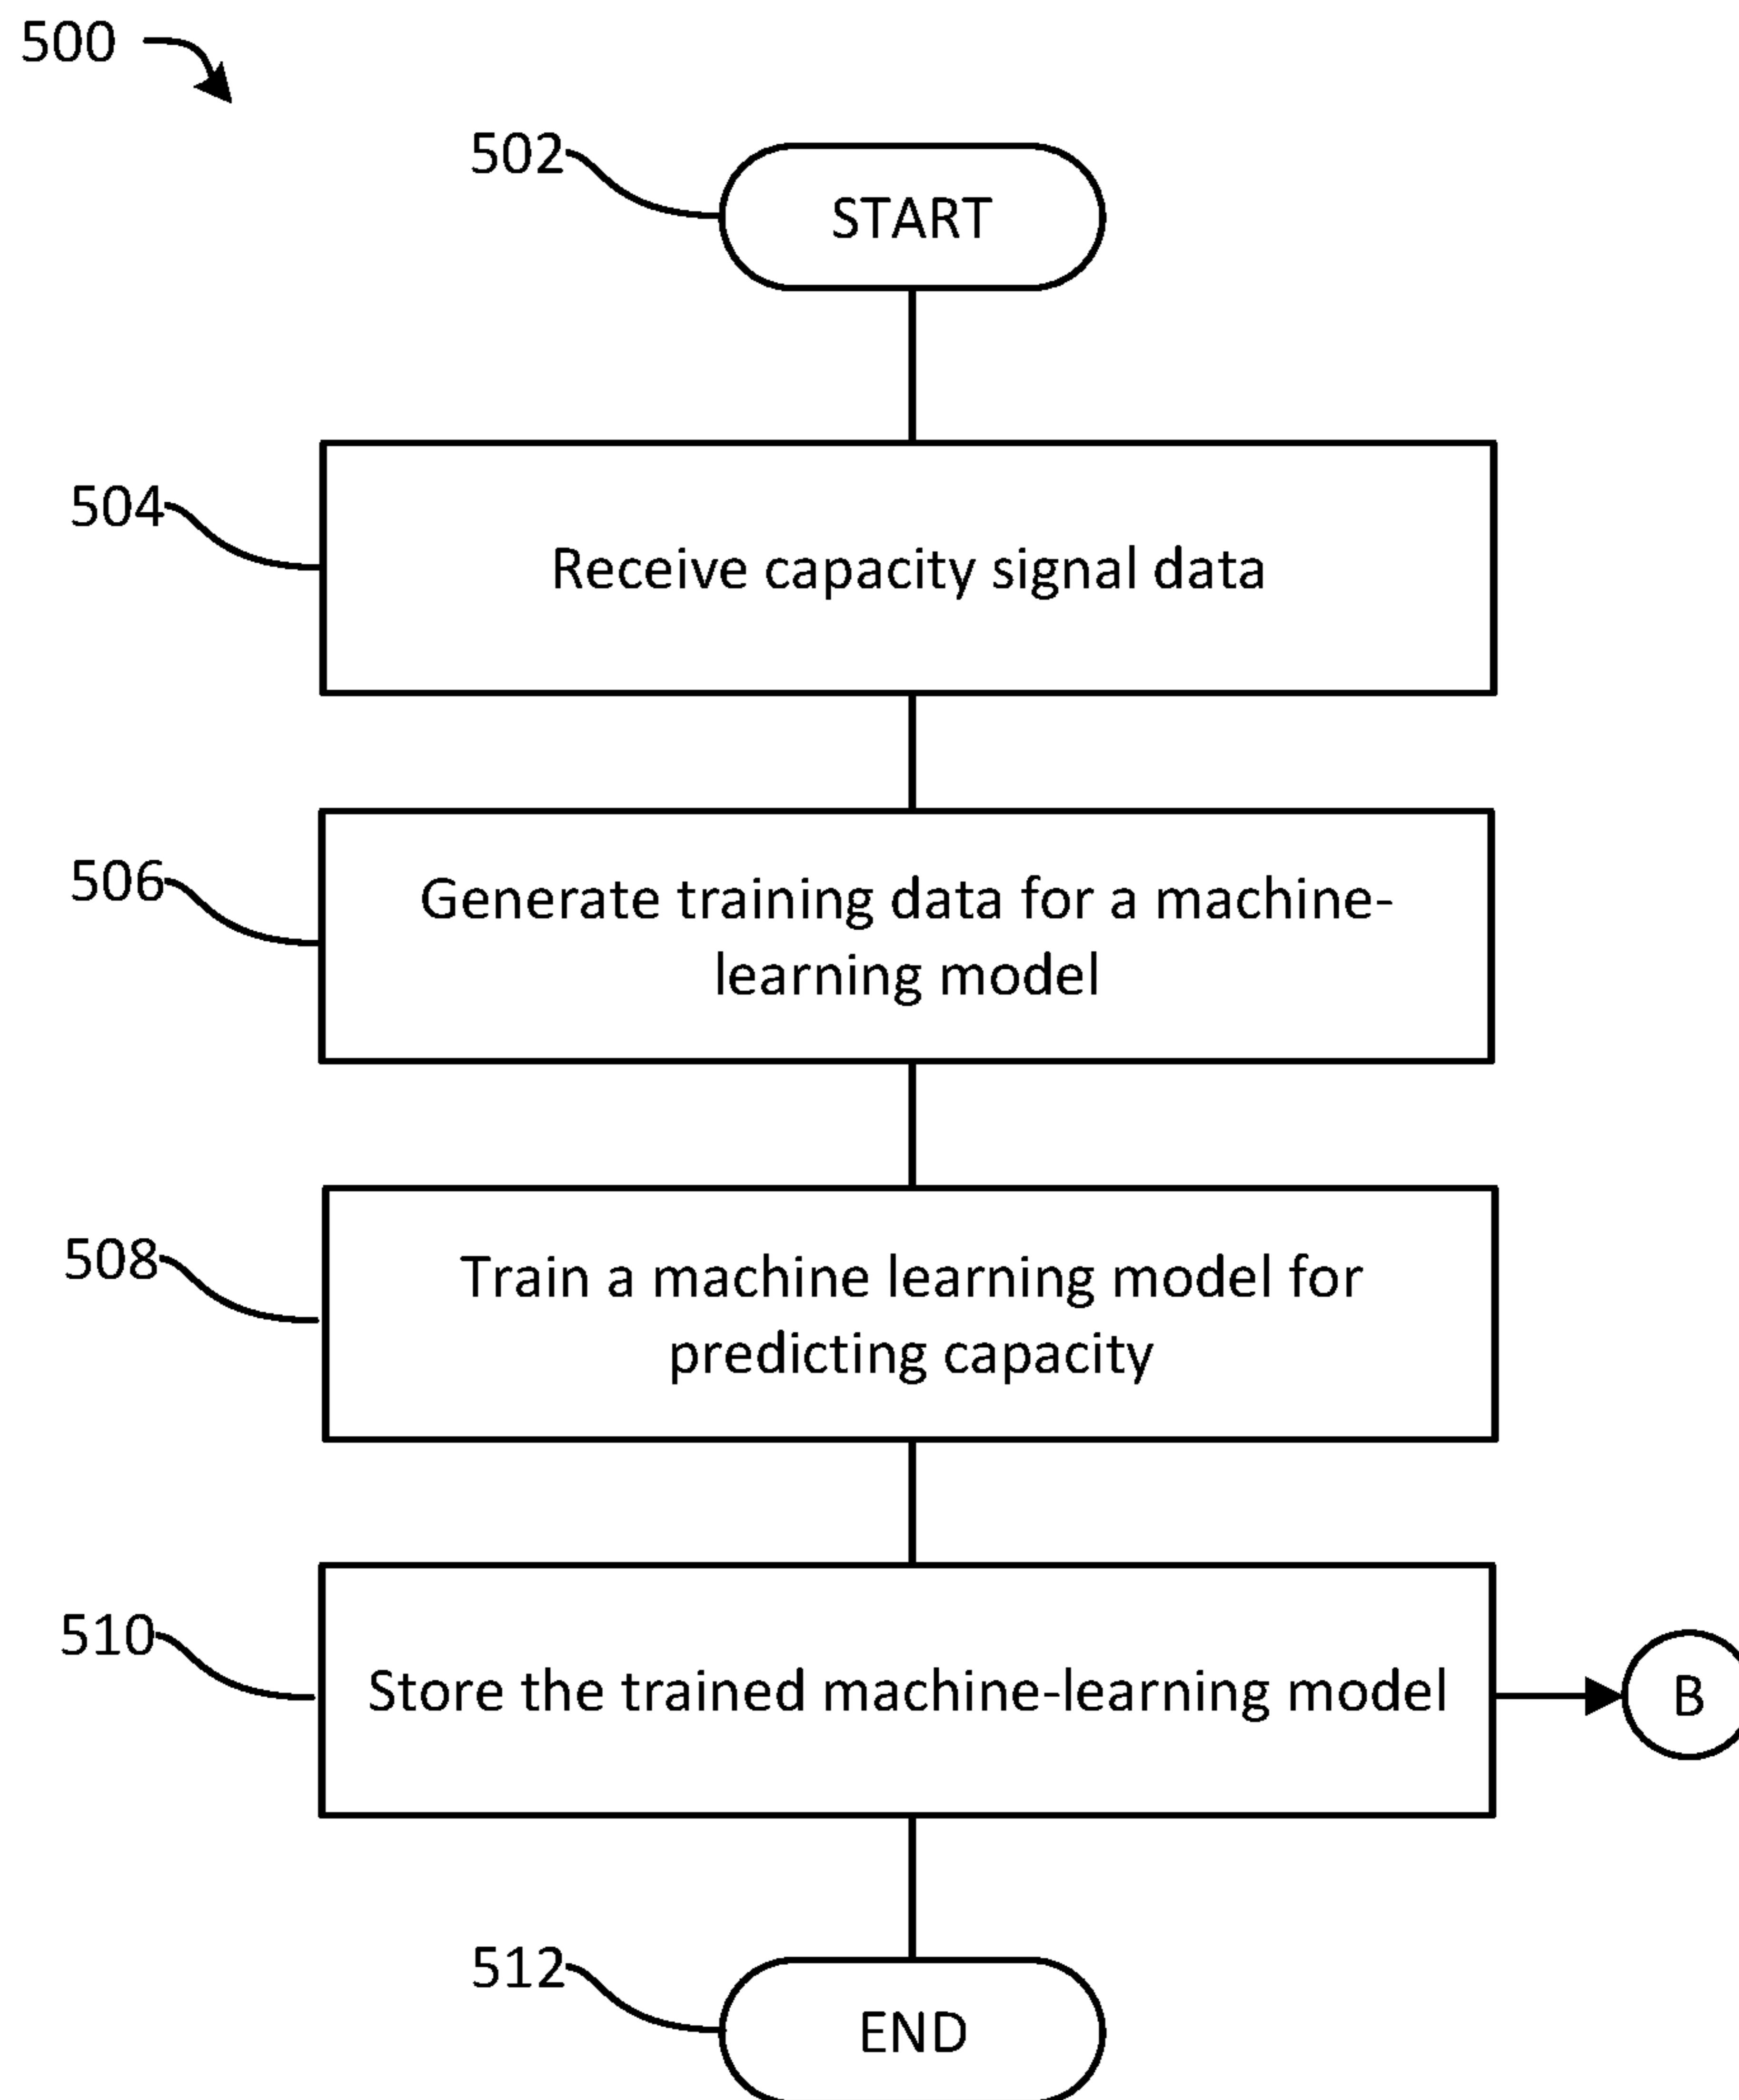 500
502
START
504
Receive capacity signal data
506
Generate training data for a machine-
learning model
508
Train a machine learning model for
predicting capacity
510
Store the trained machine-learning model
B
512
END